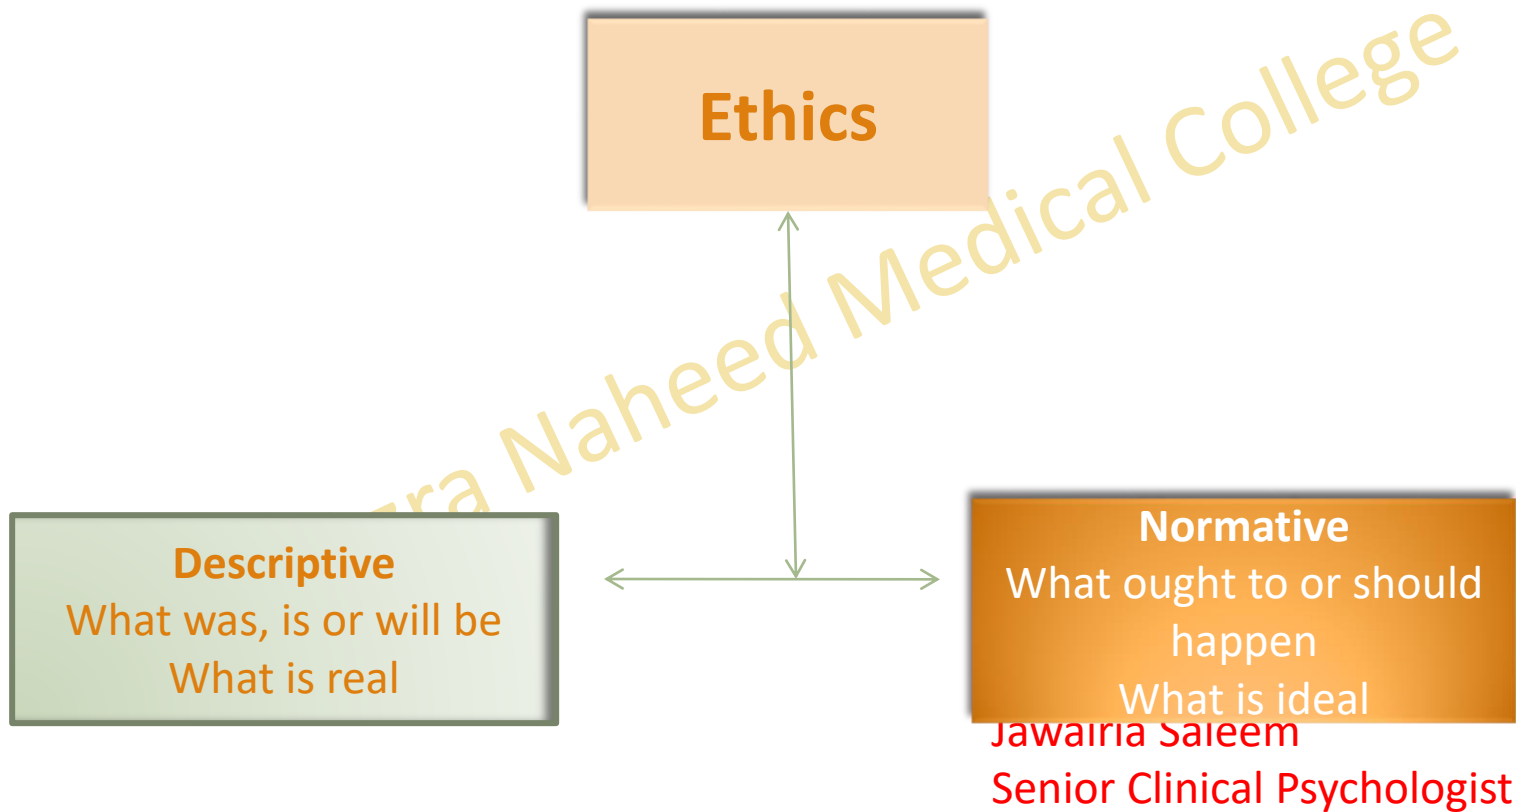 Ethics
Naheed Medical College
Descriptive
What was, is or will be
What is real
Normative
What ought to or should
happen
What is ideal
Jawairia Saleem
Senior Clinical Psychologist